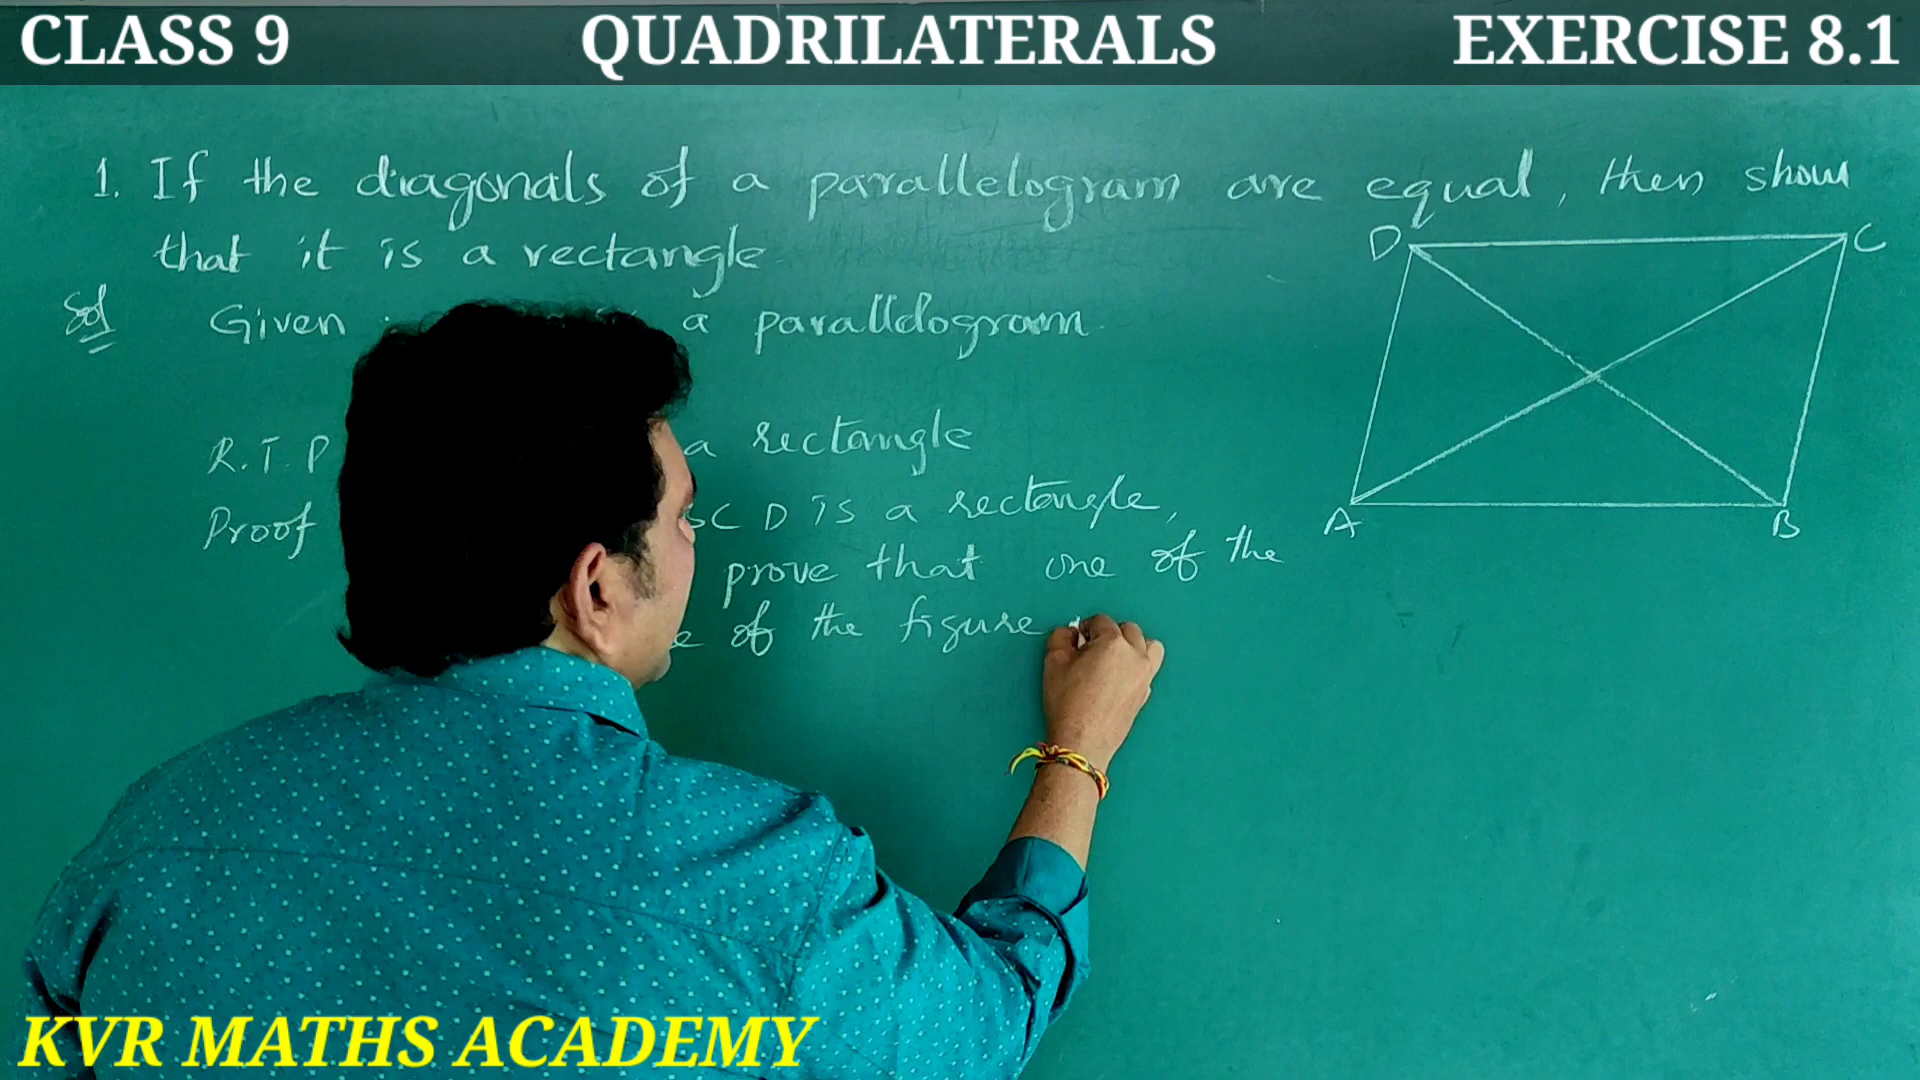 CLASS 9 QUADRILATERALS EXERCISE 8.1
1. If the diagonals of a parallelogram are equal, then show
that it is a rectangle
Sol Given a parallelogram.
R.T.P a rectangle
Proof BC D is a rectangle,
prove that one of the
of the figure
D C
A B
KVR MATHS ACADEMY